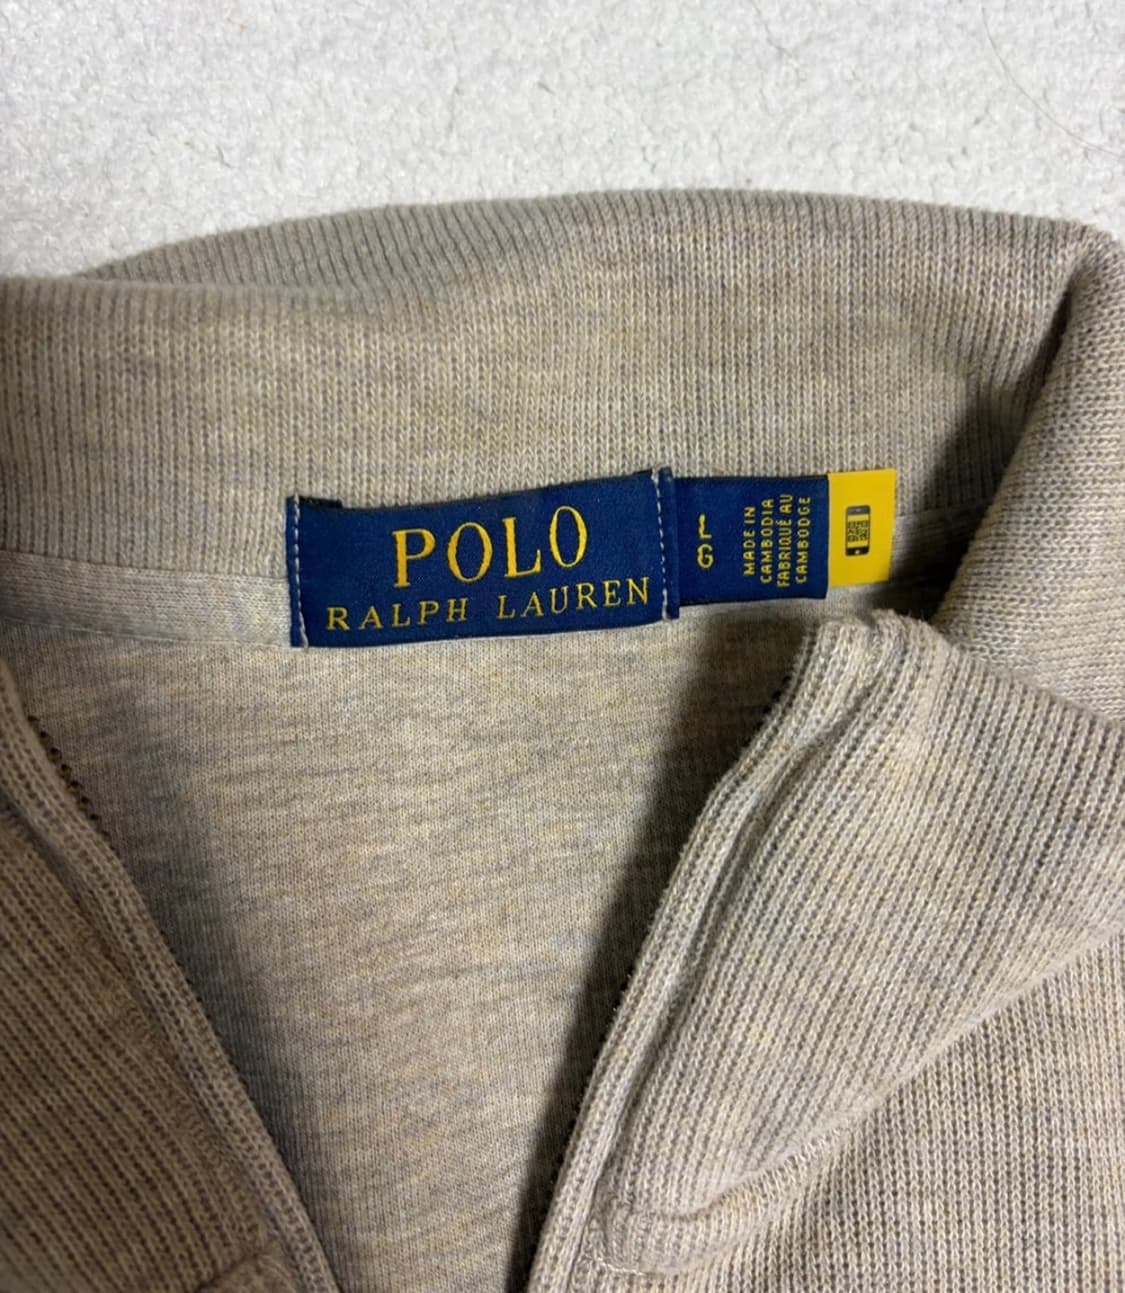 POLO
RALPH LAUREN
L
G
MADE IN
CAMBODIA
FABRIQUÉ AU
CAMBODGE